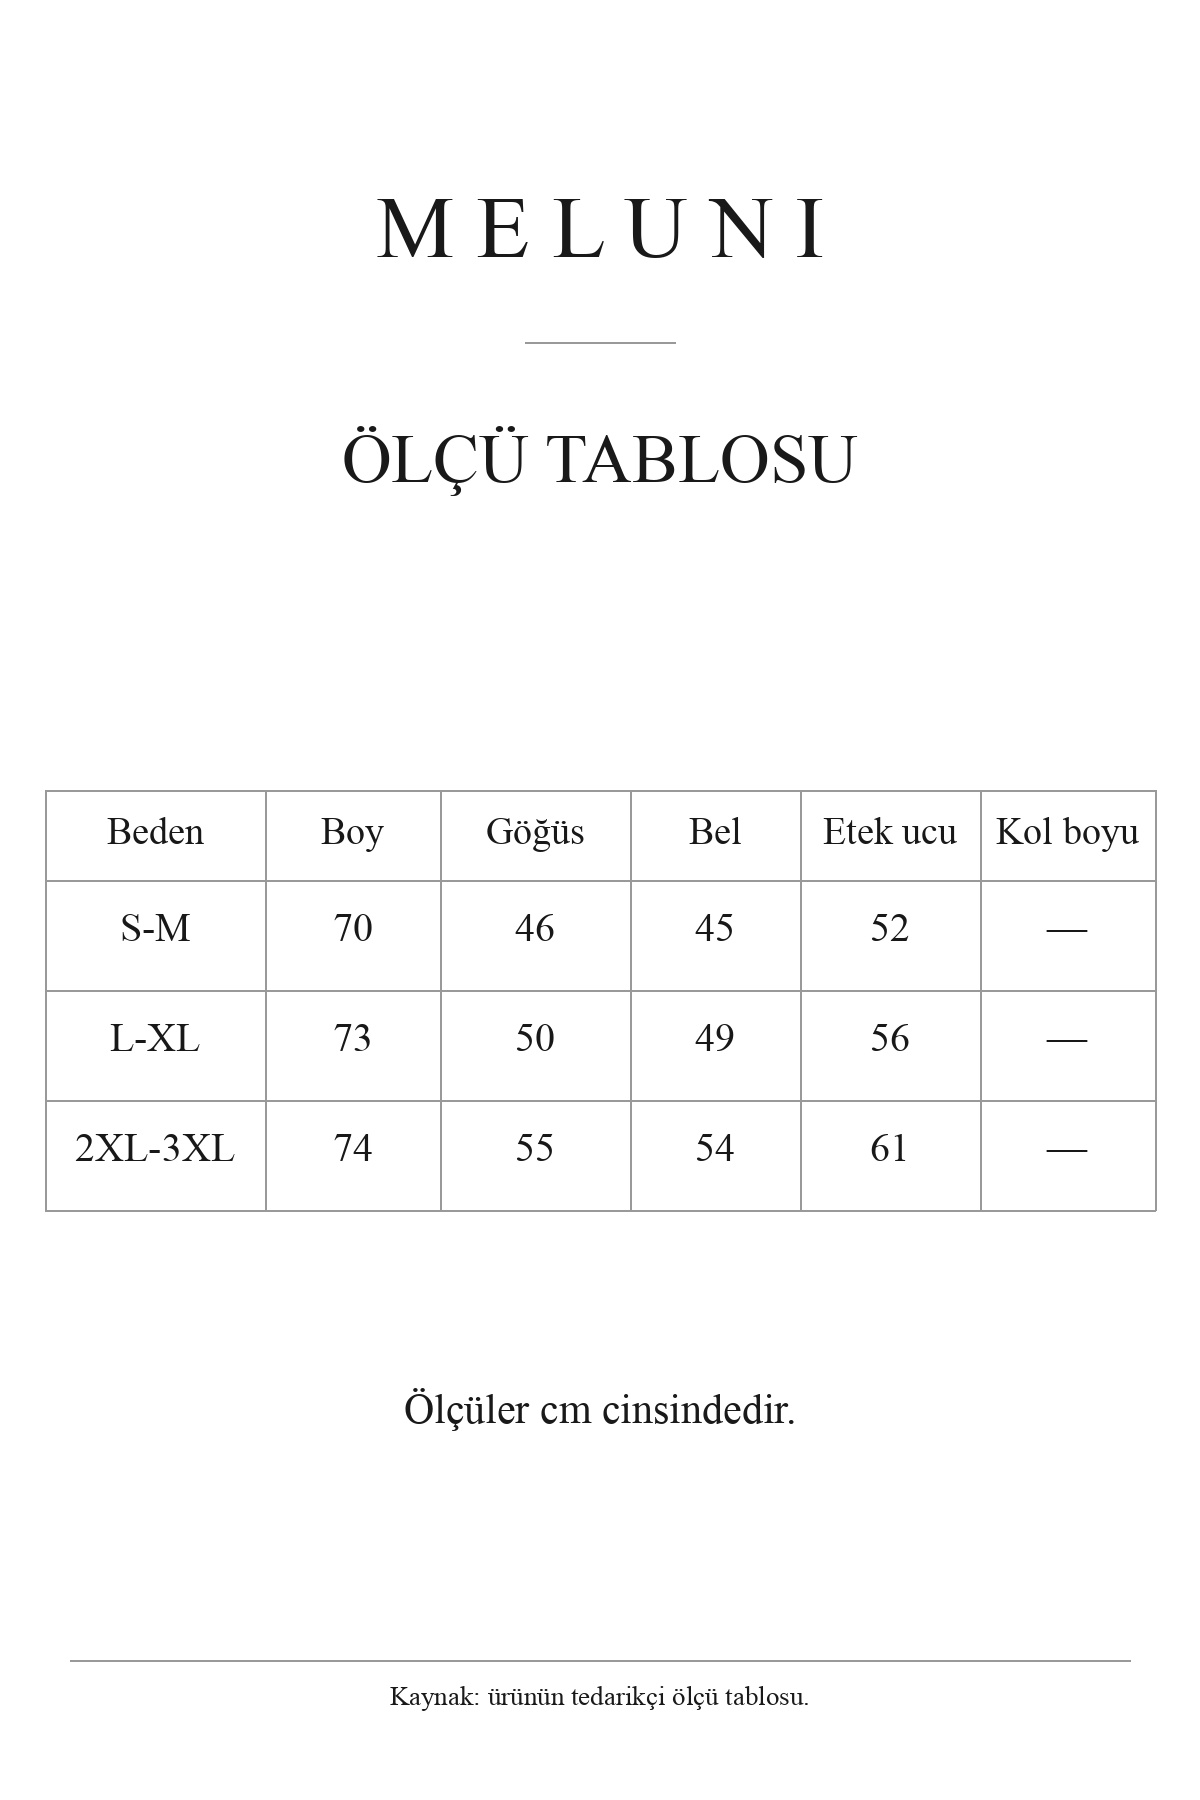 MELUNI
ÖLÇÜ TABLOSU
Beden Boy Göğüs Bel Etek ucu Kol boyu
S-M 70 46 45 52 —
L-XL 73 50 49 56 —
2XL-3XL 74 55 54 61 —
Ölçüler cm cinsindedir.
Kaynak: ürünün tedarikçi ölçü tablosu.